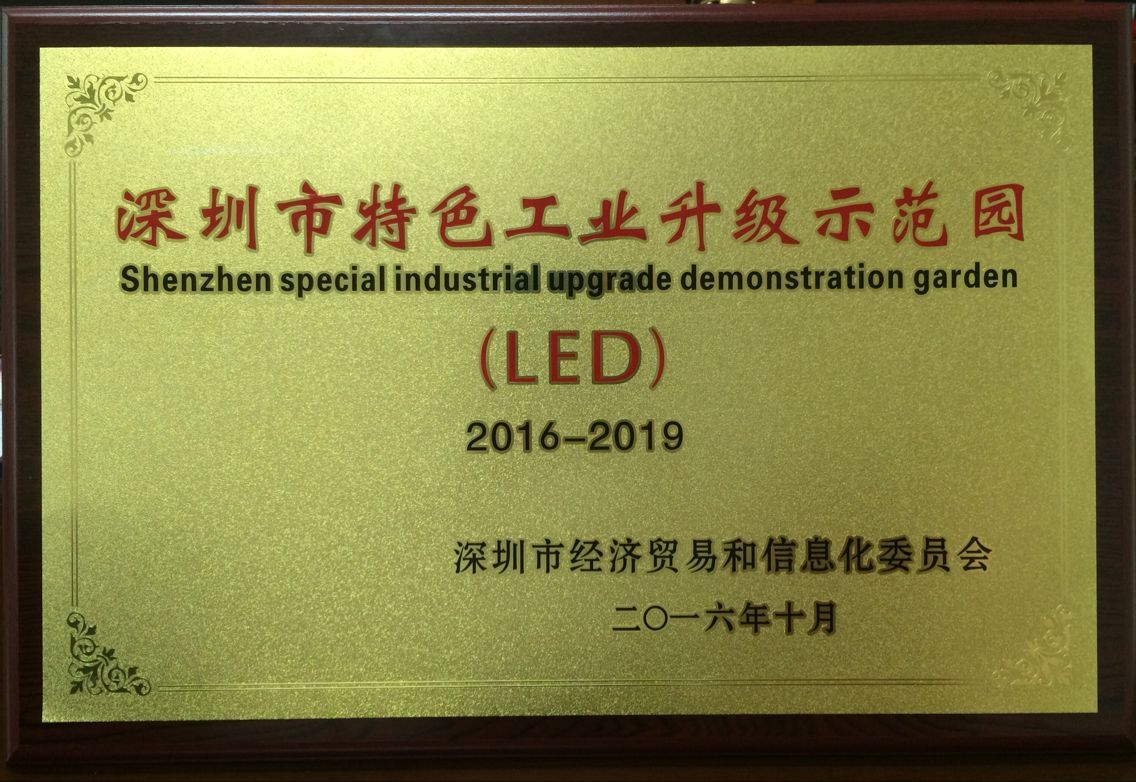 深圳市特色工业升级示范园
Shenzhen special industrial upgrade demonstration garden
(LED)
2016-2019
深圳市经济贸易和信息化委员会
二〇一六年十月